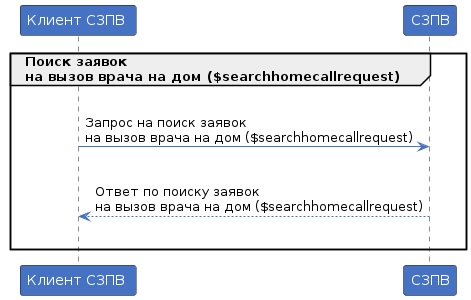 Клиент СЗПВ
СЗПВ
Поиск заявок
на вызов врача на дом ($searchhomecallrequest)
Запрос на поиск заявок
на вызов врача на дом ($searchhomecallrequest)
Ответ по поиску заявок
на вызов врача на дом ($searchhomecallrequest)
Клиент СЗПВ
СЗПВ